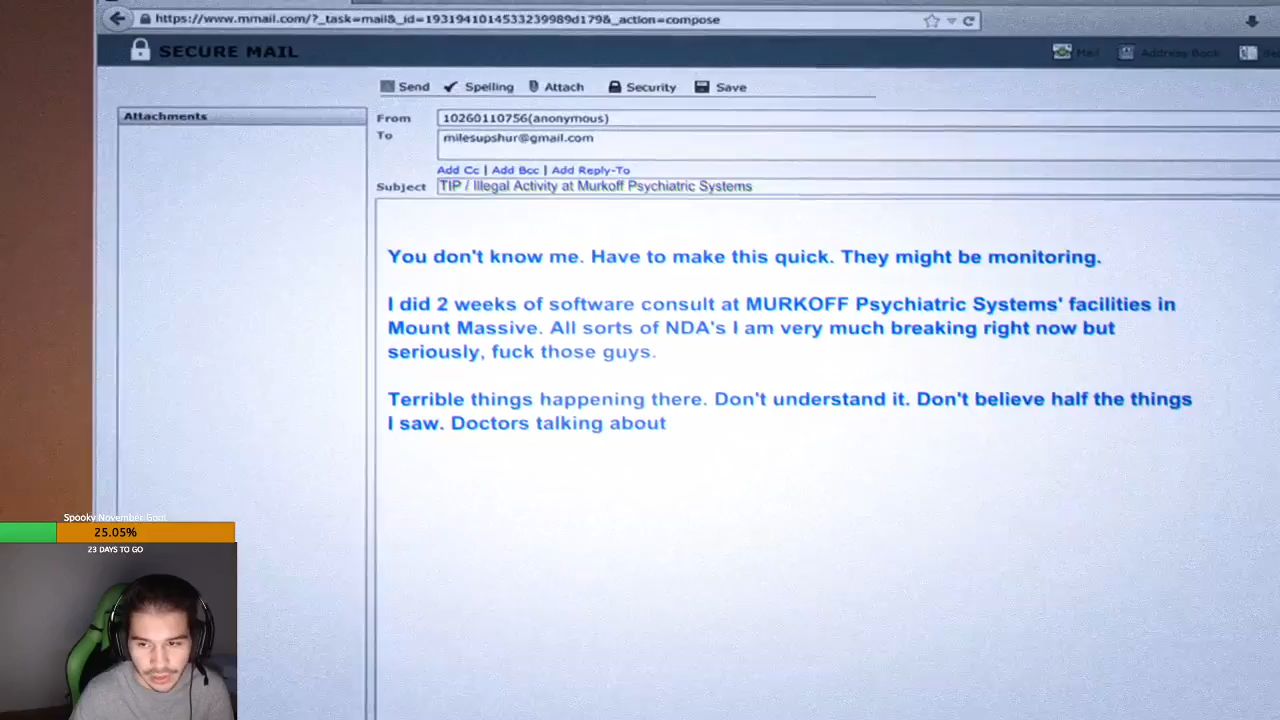 https://www.mmail.com/?_task=mail&_id=1931941014533239989d179&_action=compose
SECURE MAIL
Mail
Address Book
Send
Spelling
Attach
Security
Save
Attachments
From
10260110756(anonymous)
To
milesupshur@gmail.com
Add Cc | Add Bcc | Add Reply-To
Subject
TIP / Illegal Activity at Murkoff Psychiatric Systems
You don't know me. Have to make this quick. They might be monitoring.
I did 2 weeks of software consult at MURKOFF Psychiatric Systems' facilities in
Mount Massive. All sorts of NDA's I am very much breaking right now but
seriously, fuck those guys.
Terrible things happening there. Don't understand it. Don't believe half the things
I saw. Doctors talking about
Spooky November Goal
25.05%
23 DAYS TO GO